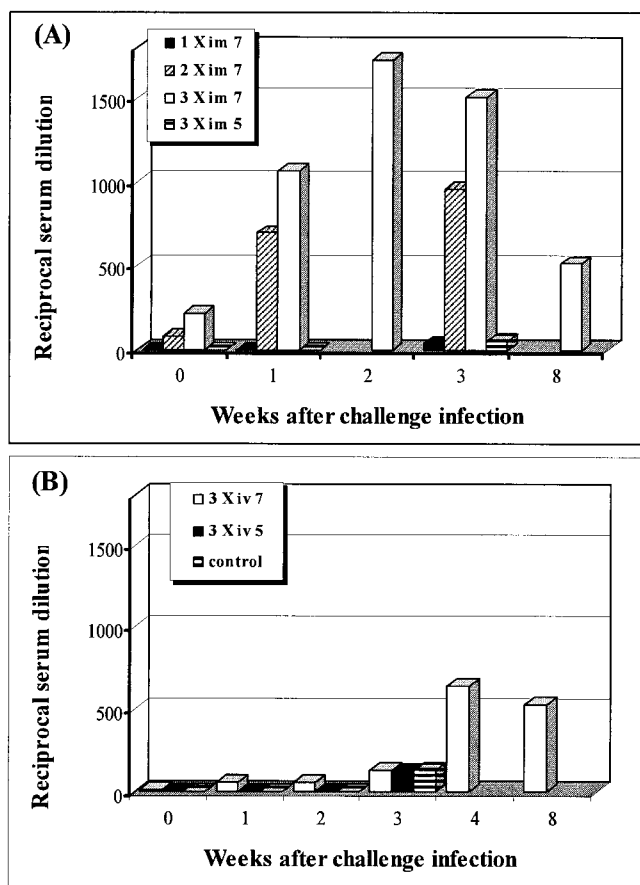 (A)
1 X im 7
2 X im 7
3 X im 7
3 X im 5
Reciprocal serum dilution
1500
1000
500
0
0 1 2 3 8
Weeks after challenge infection
(B)
3 X iv 7
3 X iv 5
control
Reciprocal serum dilution
1500
1000
500
0
0 1 2 3 4 8
Weeks after challenge infection